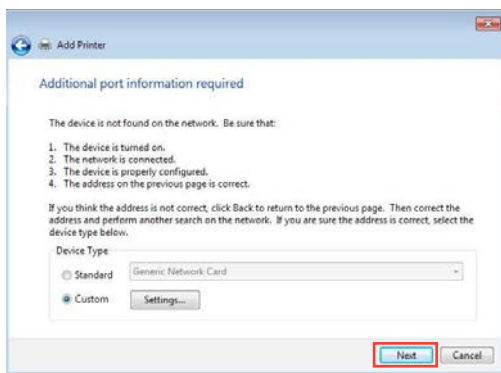 Add Printer
Additional port information required
The device is not found on the network. Be sure that:
1. The device is turned on.
2. The network is connected.
3. The device is properly configured.
4. The address on the previous page is correct.
If you think the address is not correct, click Back to return to the previous page. Then correct the
address and perform another search on the network. If you are sure the address is correct, select the
device type below.
Device Type
Standard
Generic Network Card
Custom
Settings...
Next
Cancel